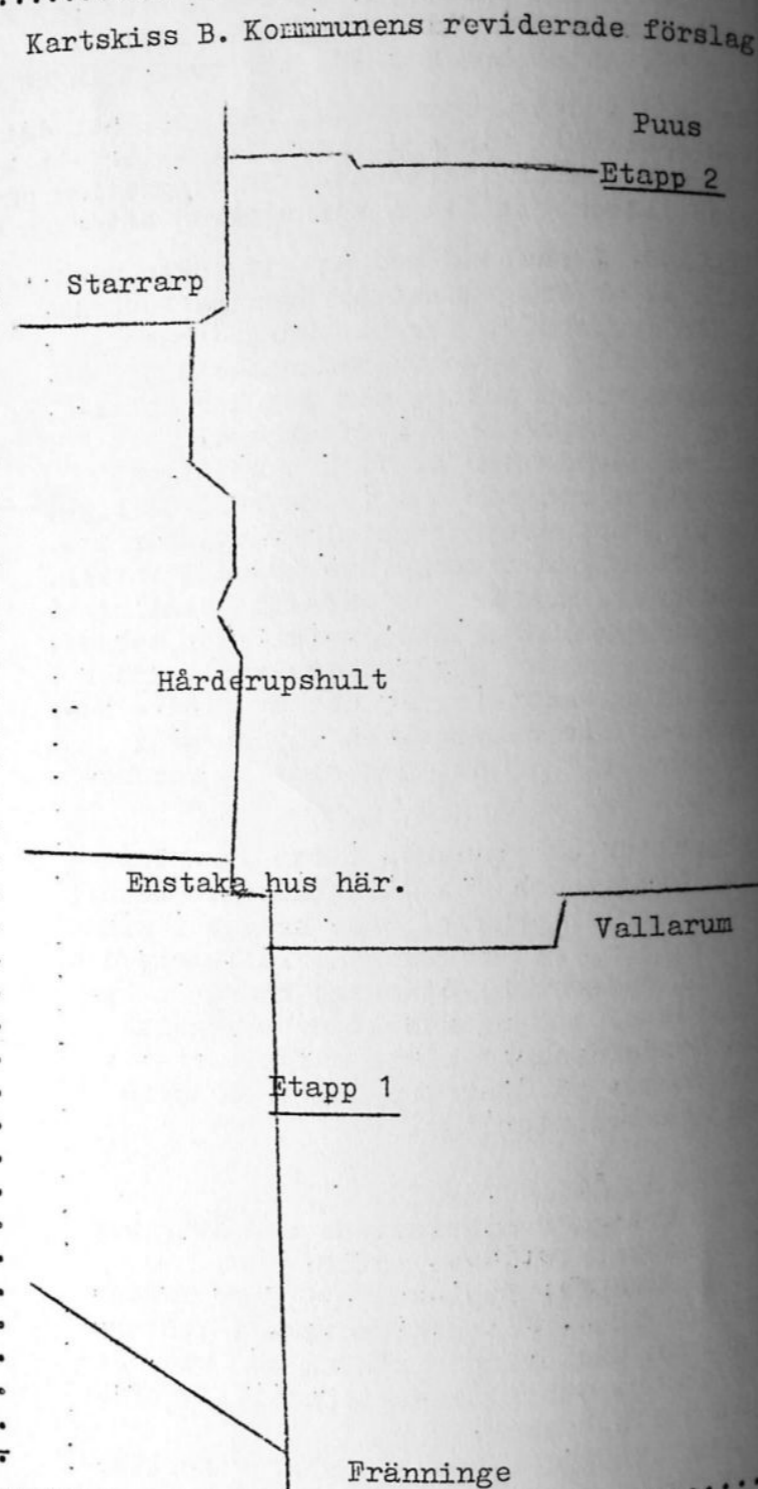 Kartskiss B. Kommunens reviderade förslag
Puus
Etapp 2
Starrarp
Hårderupshult
Enstaka hus här.
Vallarum
Etapp 1
Fränninge